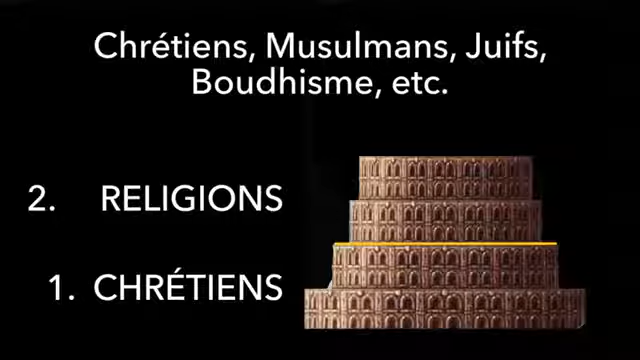 Chrétiens, Musulmans, Juifs,
Boudhisme, etc.
2. RELIGIONS
1. CHRÉTIENS